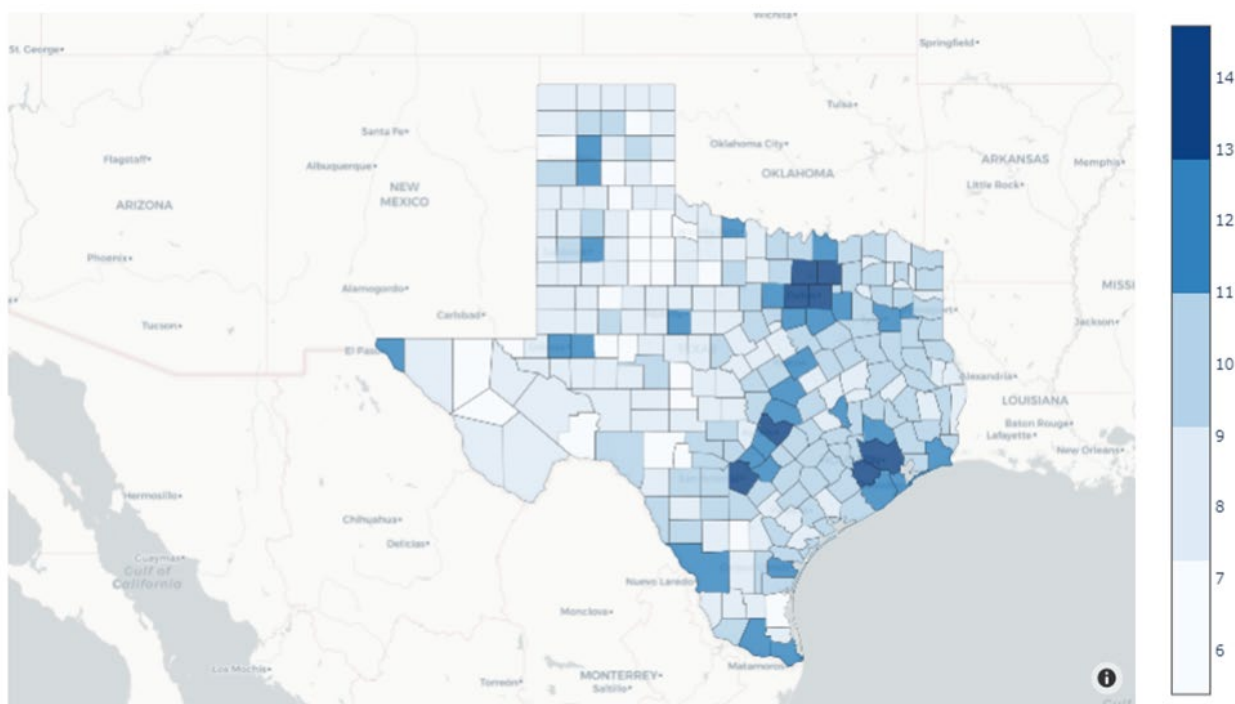 Wichita
St. George
Springfield
14
Tulsa
Santa Fe
Oklahoma City
13
Flagstaff
Albuquerque
ARKANSAS
Memphis
OKLAHOMA
Little Rock
NEW
MEXICO
ARIZONA
12
Phoenix
Alamogordo
MISSI
11
Carlsbad
Tucson
Jackson
El Paso
10
Alexandria
LOUISIANA
Baton Rouge
Lafayette
9
New Orleans
Hermosillo
8
Chihuahua
Delicias
Guaymas
Gulf of
California
7
Nuevo Laredo
Monclova
6
Matamoros
Los Mochis
MONTERREY
Torreón
Saltillo
Gulf